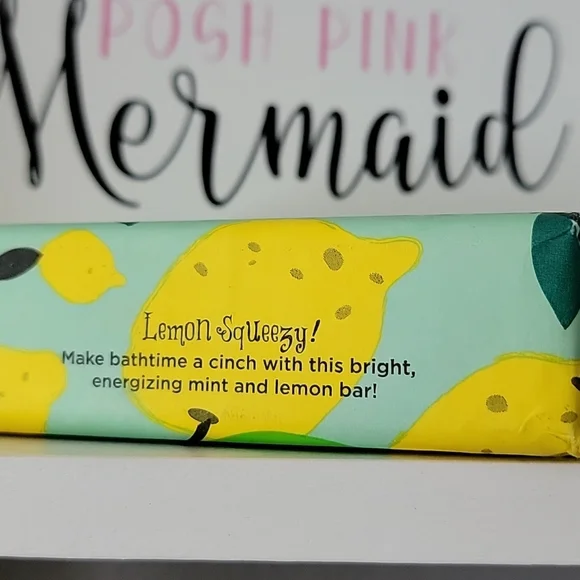 POSH PINK
Mermaid
Lemon Squeezy!
Make bathtime a cinch with this bright,
energizing mint and lemon bar!